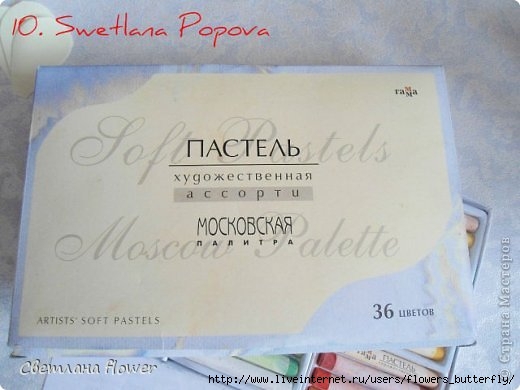 10. Swetlana Popova
гамма
Soft Pastels
ПАСТЕЛЬ
художественная
ассорти
МОСКОВСКАЯ
ПАЛИТРА
Moscow Palette
36 ЦВЕТОВ
ARTISTS' SOFT PASTELS
ПАСТЕЛЬ
Светлана flower
Страна Мастеров
http://www.liveinternet.ru/users/flowers_butterfly/